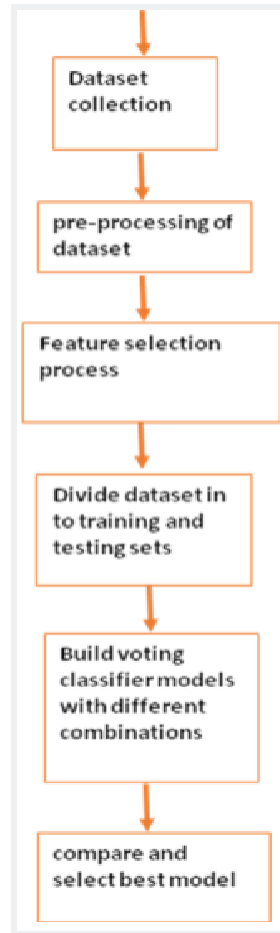 Dataset
collection
pre-processing of
dataset
Feature selection
process
Divide dataset in
to training and
testing sets
Build voting
classifier models
with different
combinations
compare and
select best model